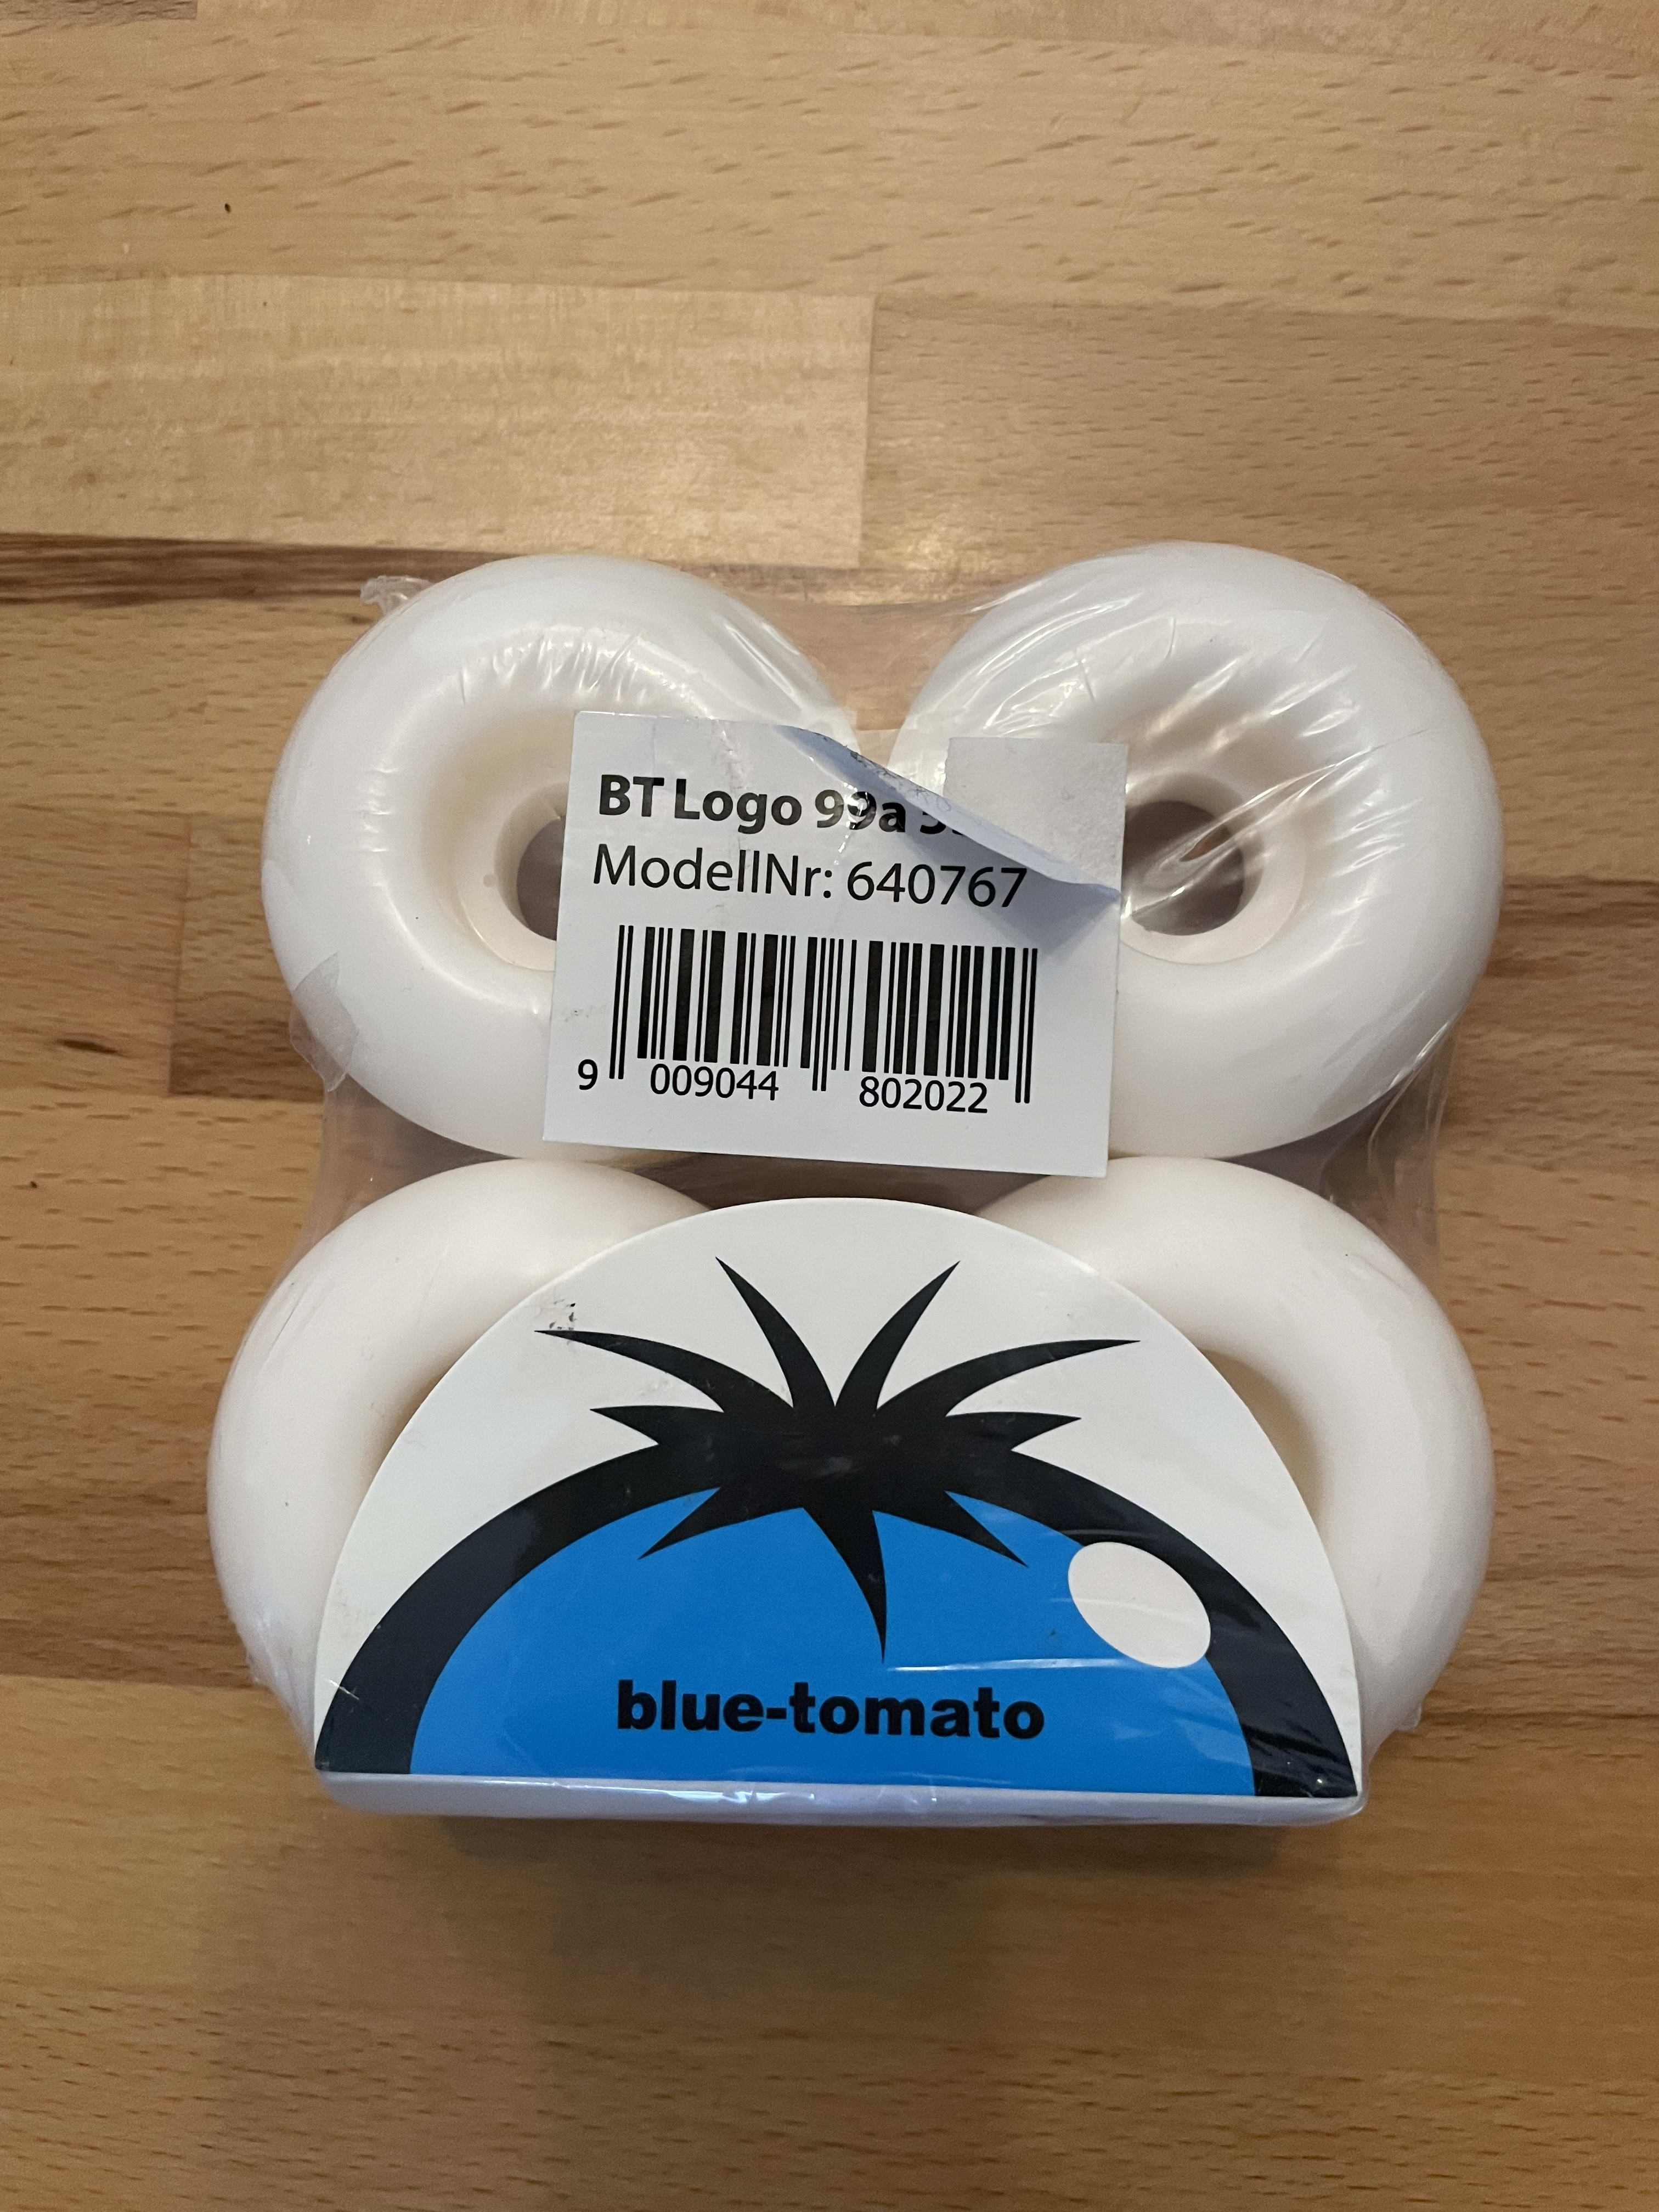 BT Logo 99a
ModellNr: 640767
9 009044 802022
blue-tomato